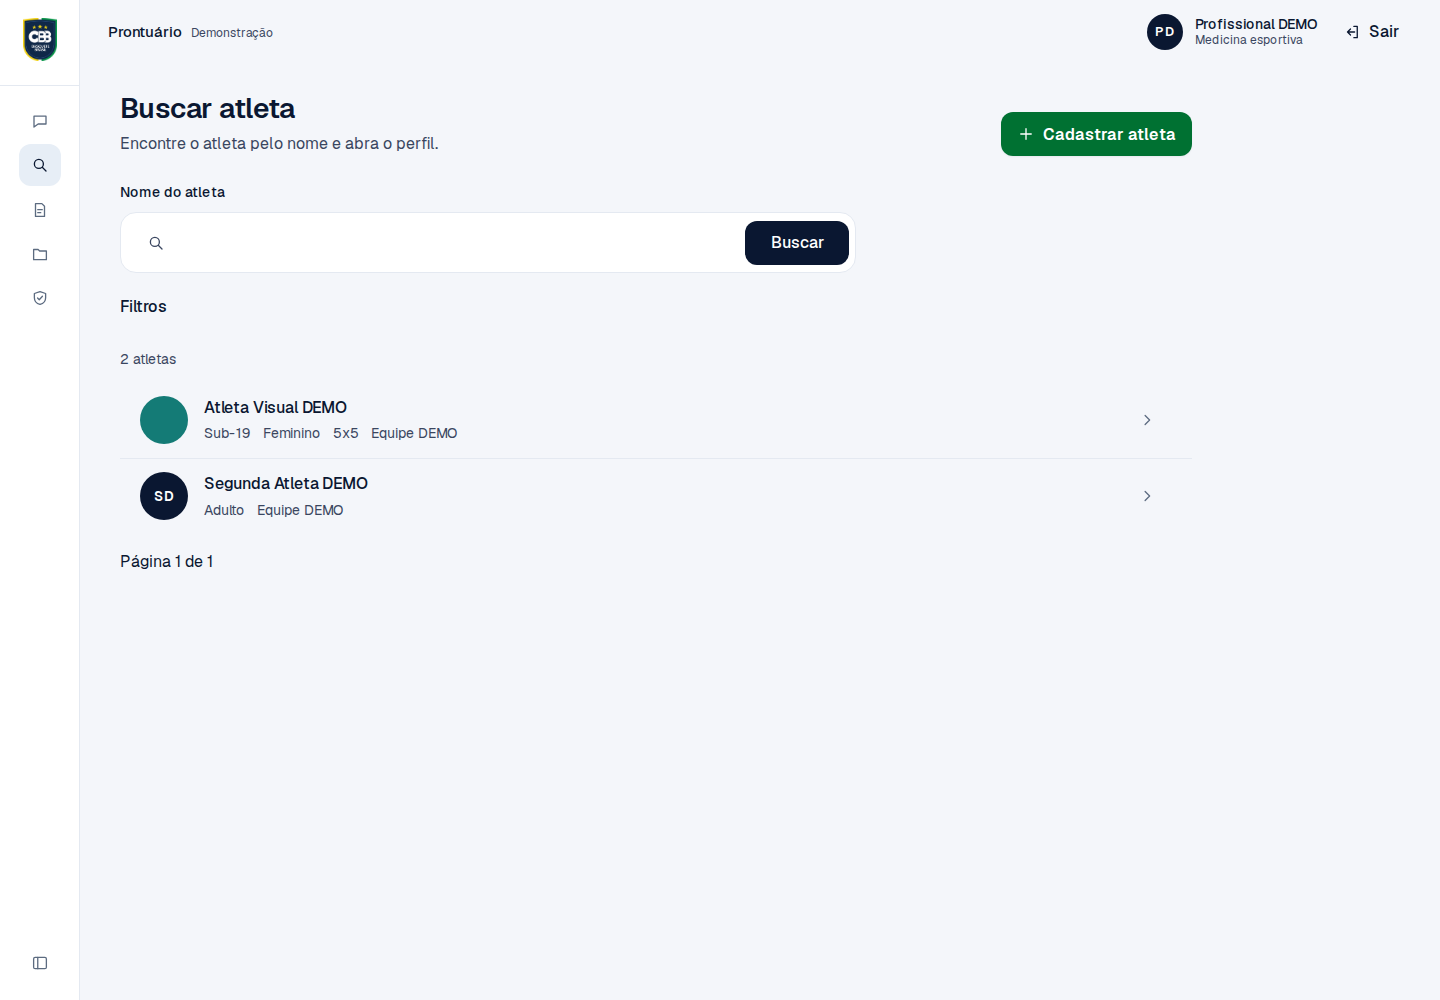 CBB
Prontuário Demonstração
PD
Profissional DEMO
Medicina esportiva
Sair
Buscar atleta
Encontre o atleta pelo nome e abra o perfil.
Cadastrar atleta
Nome do atleta
Buscar
Filtros
2 atletas
Atleta Visual DEMO
Sub-19 Feminino 5x5 Equipe DEMO
SD
Segunda Atleta DEMO
Adulto Equipe DEMO
Página 1 de 1